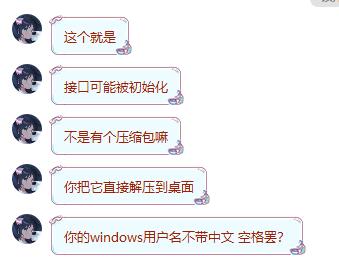 这个就是
接口可能被初始化
不是有个压缩包嘛
你把它直接解压到桌面
你的windows用户名不带中文 空格罢？